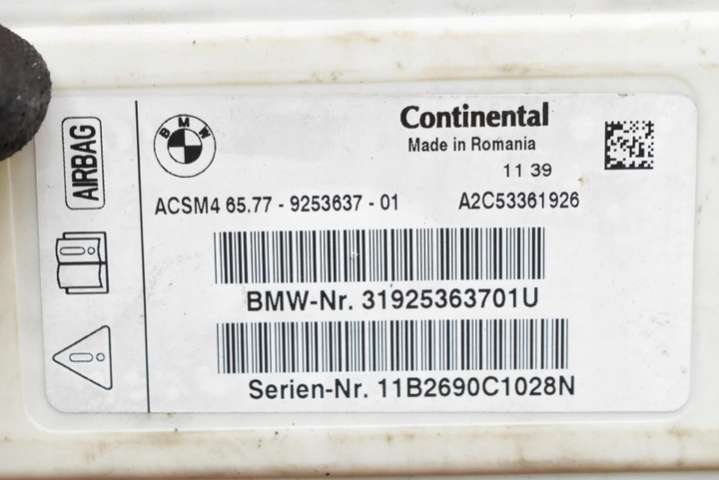 AIRBAG
BMW
Continental
Made in Romania
11 39
ACSM4 65.77 - 9253637 - 01 A2C53361926
BMW-Nr. 31925363701U
Serien-Nr. 11B2690C1028N